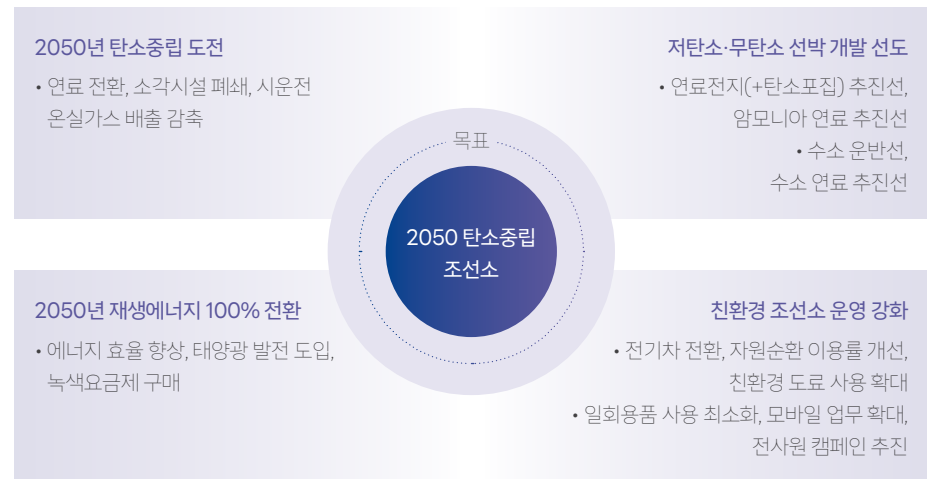 2050년 탄소중립 도전
• 연료 전환, 소각시설 폐쇄, 시운전
온실가스 배출 감축
저탄소·무탄소 선박 개발 선도
• 연료전지(+탄소포집) 추진선,
암모니아 연료 추진선
• 수소 운반선,
수소 연료 추진선
목표
2050 탄소중립
조선소
2050년 재생에너지 100% 전환
• 에너지 효율 향상, 태양광 발전 도입,
녹색요금제 구매
친환경 조선소 운영 강화
• 전기차 전환, 자원순환 이용률 개선,
친환경 도료 사용 확대
• 일회용품 사용 최소화, 모바일 업무 확대,
전사원 캠페인 추진